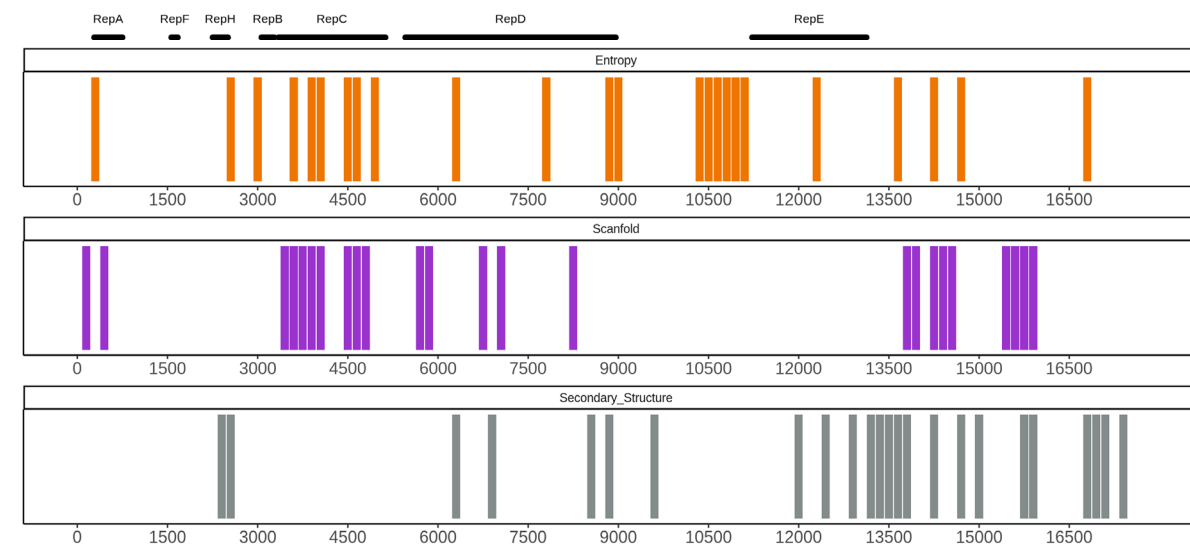 RepA RepF RepH RepB RepC RepD RepE
Entropy
0 1500 3000 4500 6000 7500 9000 10500 12000 13500 15000 16500
Scanfold
0 1500 3000 4500 6000 7500 9000 10500 12000 13500 15000 16500
Secondary_Structure
0 1500 3000 4500 6000 7500 9000 10500 12000 13500 15000 16500